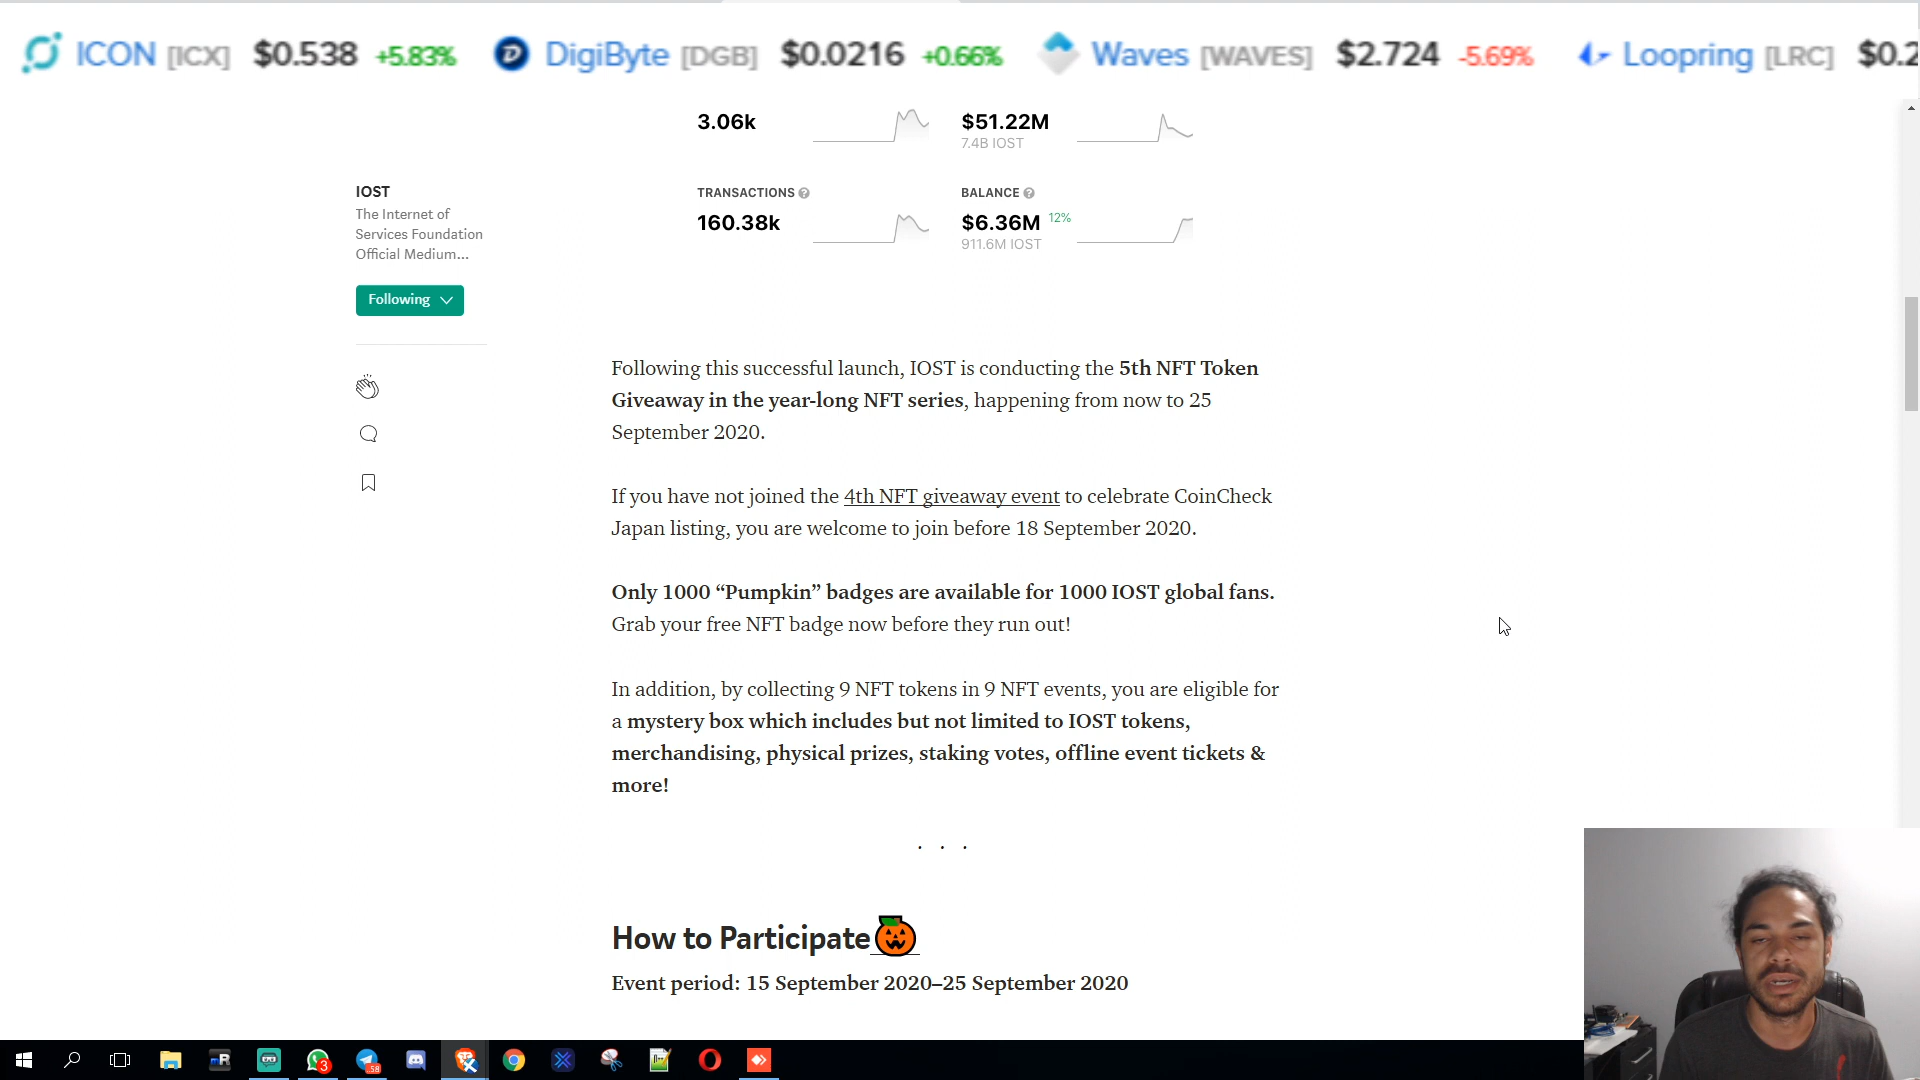 ICON [ICX] $0.538 +5.83% DigiByte [DGB] $0.0216 +0.66% Waves [WAVES] $2.724 -5.69% Loopring [LRC] $0.2
3.06k $51.22M
7.4B IOST
IOST
The Internet of
Services Foundation
Official Medium...
Following
TRANSACTIONS ? BALANCE ?
160.38k $6.36M 12%
911.6M IOST
Following this successful launch, IOST is conducting the 5th NFT Token
Giveaway in the year-long NFT series, happening from now to 25
September 2020.
If you have not joined the 4th NFT giveaway event to celebrate CoinCheck
Japan listing, you are welcome to join before 18 September 2020.
Only 1000 “Pumpkin” badges are available for 1000 IOST global fans.
Grab your free NFT badge now before they run out!
In addition, by collecting 9 NFT tokens in 9 NFT events, you are eligible for
a mystery box which includes but not limited to IOST tokens,
merchandising, physical prizes, staking votes, offline event tickets &
more!
. . .
How to Participate
Event period: 15 September 2020–25 September 2020
R
3
58